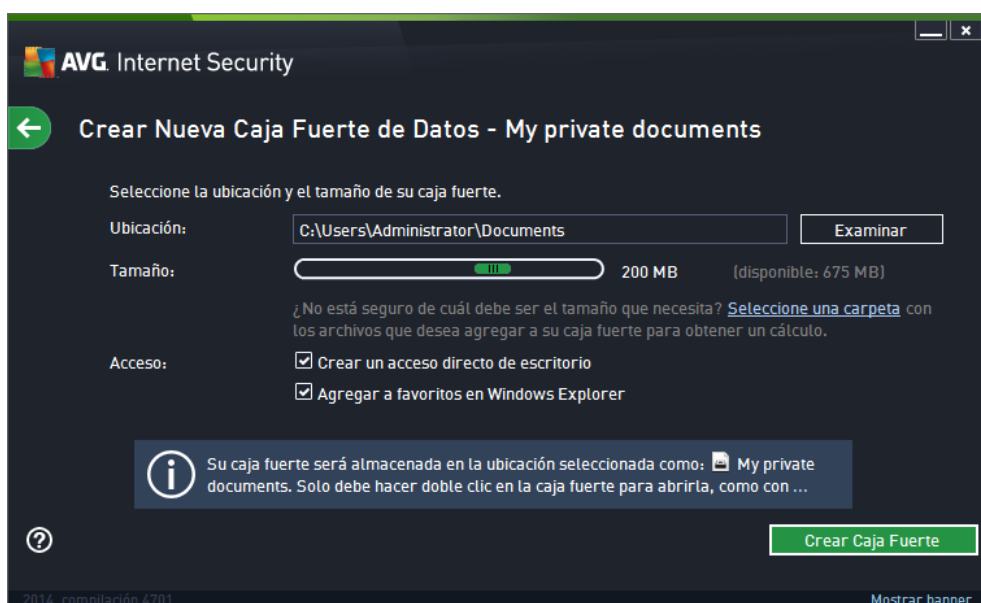 AVG. Internet Security
Crear Nueva Caja Fuerte de Datos - My private documents
Seleccione la ubicación y el tamaño de su caja fuerte.
Ubicación: C:\Users\Administrator\Documents Examinar
Tamaño: 200 MB (disponible: 675 MB)
¿No está seguro de cuál debe ser el tamaño que necesita? Seleccione una carpeta con
los archivos que desea agregar a su caja fuerte para obtener un cálculo.
Acceso: Crear un acceso directo de escritorio
Agregar a favoritos en Windows Explorer
Su caja fuerte será almacenada en la ubicación seleccionada como: My private
documents. Solo debe hacer doble clic en la caja fuerte para abrirla, como con ...
Crear Caja Fuerte
2014 compilación 4701 Mostrar banner